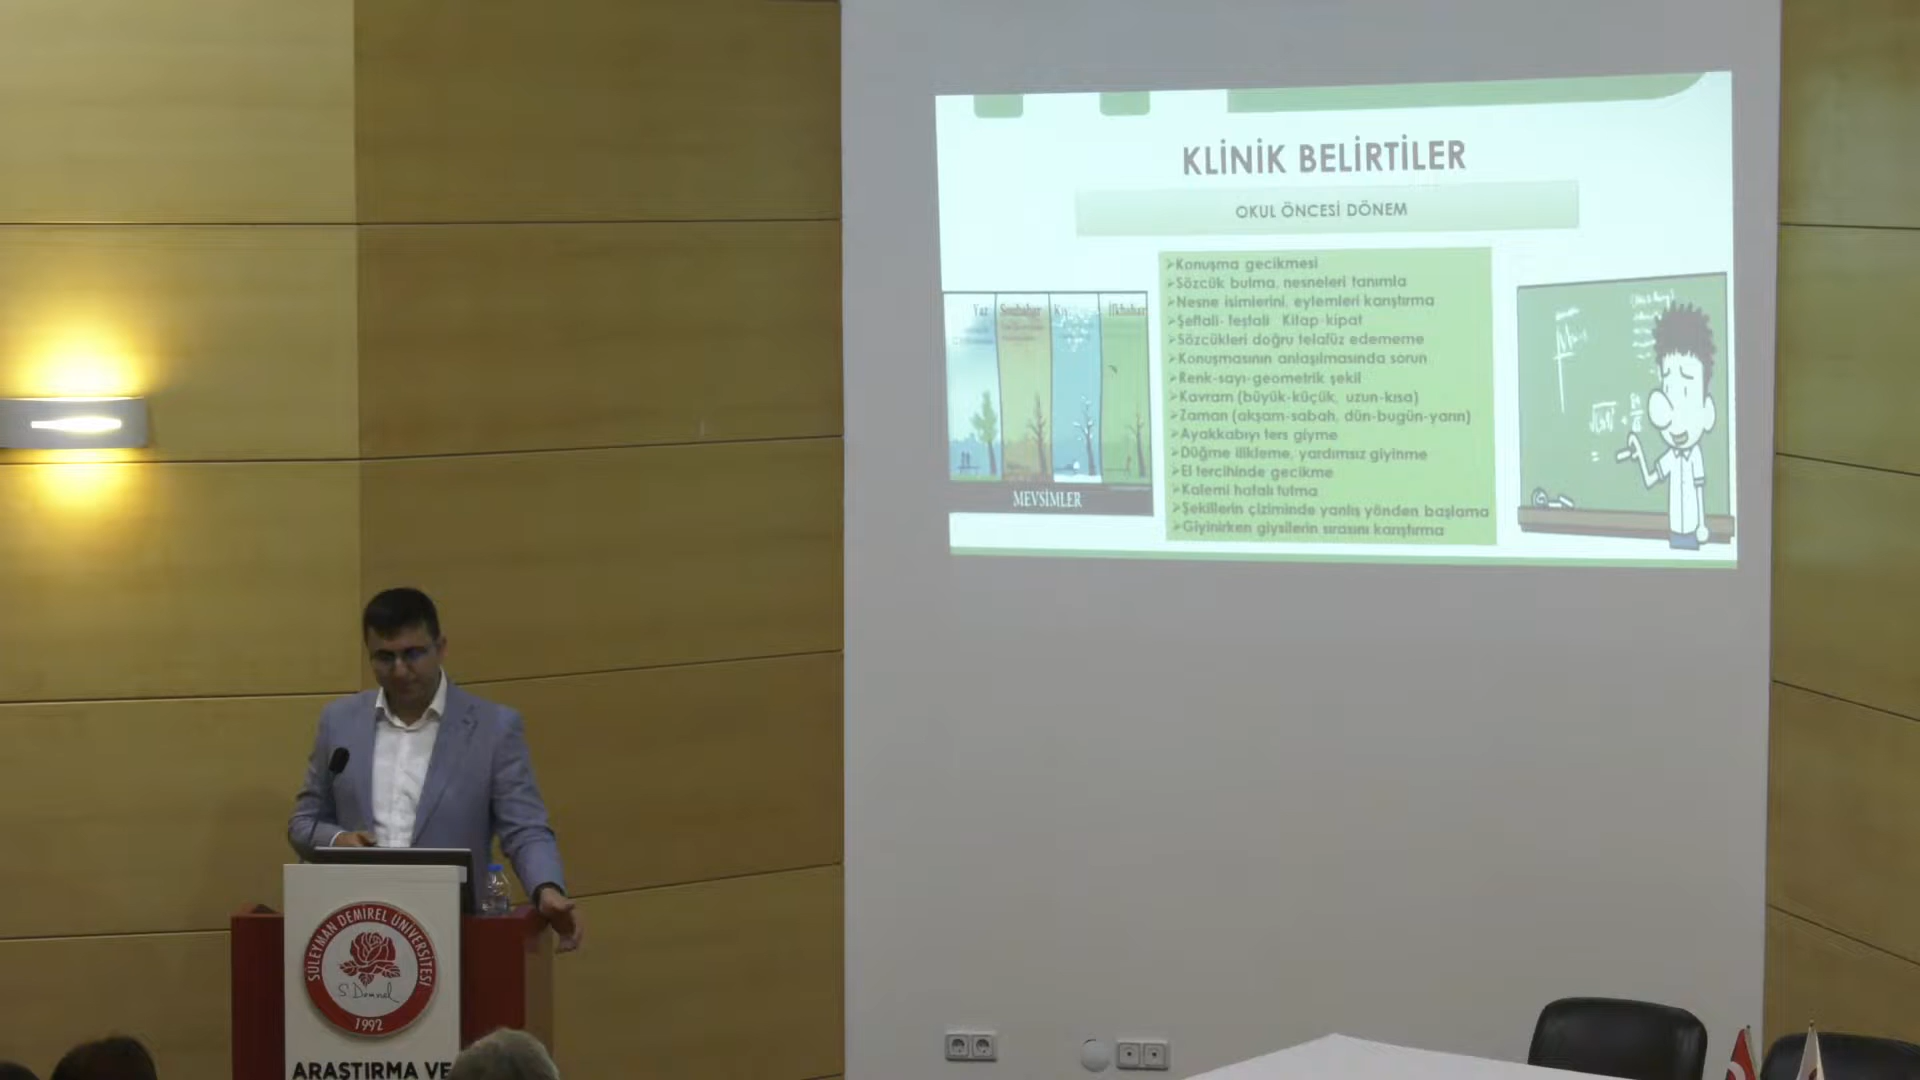 KLİNİK BELİRTİLER
OKUL ÖNCESİ DÖNEM
➢Konuşma gecikmesi
➢Sözcük bulma, nesneleri tanımla
➢Nesne isimlerini, eylemleri karıştırma
➢Şeftali- feştali Kitap-kipat
➢Sözcükleri doğru telafüz edememe
➢Konuşmasının anlaşılmasında sorun
➢Renk-sayı-geometrik şekil
➢Kavram (büyük-küçük, uzun-kısa)
➢Zaman (akşam-sabah, dün-bugün-yarın)
➢Ayakkabıyı ters giyme
➢Düğme ilikleme, yardımsız giyinme
➢El tercihinde gecikme
➢Kalemi hatalı tutma
➢Şekillerin çiziminde yanlış yönden başlama
➢Giyinirken giysilerin sırasını karıştırma
Yaz Sonbahar Kış İlkbahar
MEVSİMLER
SÜLEYMAN DEMİREL ÜNİVERSİTESİ
S. Demirel
1992
ARAŞTIRMA VE